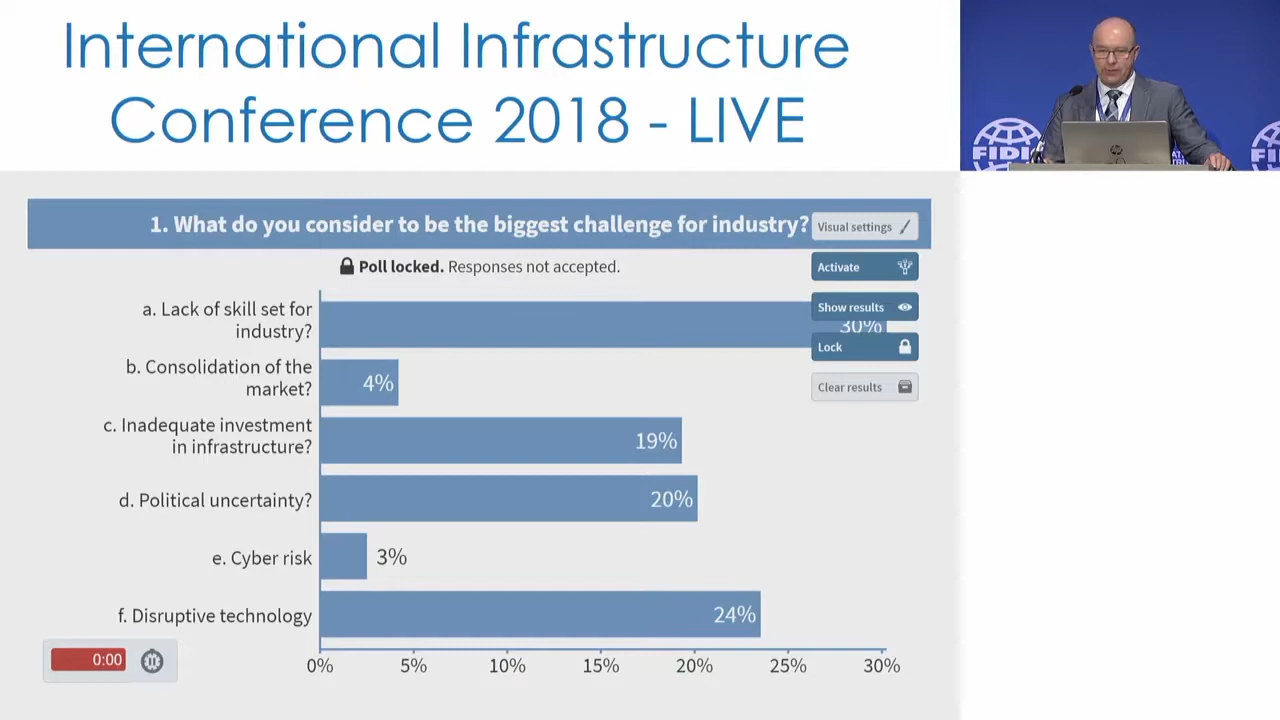 International Infrastructure
Conference 2018 - LIVE
FIDI
FI
1. What do you consider to be the biggest challenge for industry?
Visual settings
Poll locked. Responses not accepted.
Activate
Show results
Lock
Clear results
a. Lack of skill set for
industry?
30%
b. Consolidation of the
market?
4%
c. Inadequate investment
in infrastructure?
19%
d. Political uncertainty?
20%
e. Cyber risk
3%
f. Disruptive technology
24%
0:00
0%
5%
10%
15%
20%
25%
30%